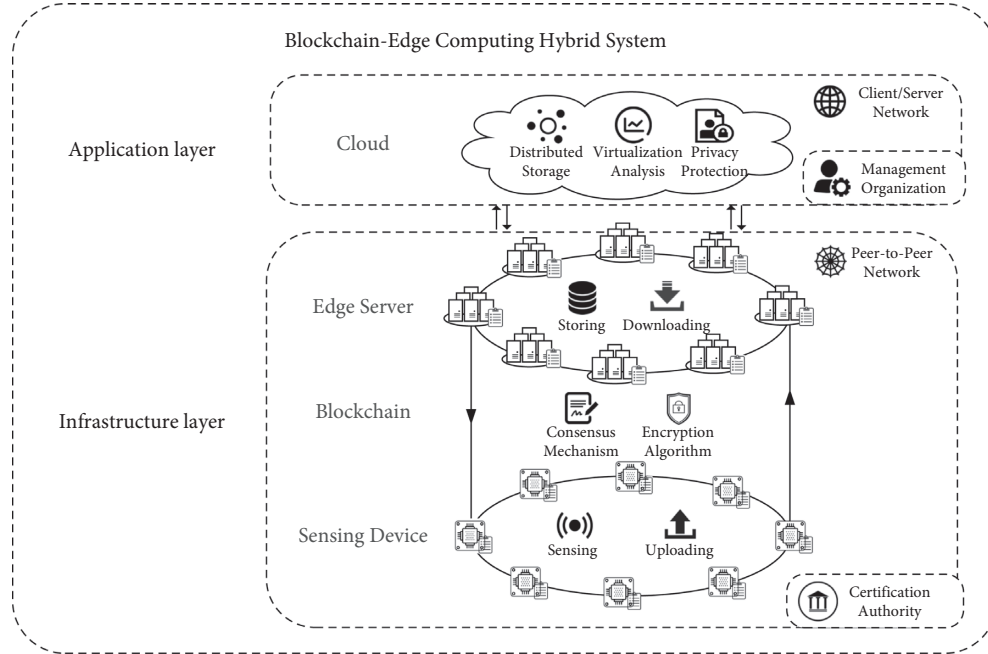 Blockchain-Edge Computing Hybrid System
Application layer
Cloud
Distributed
Storage
Virtualization
Analysis
Privacy
Protection
Client/Server
Network
Management
Organization
Infrastructure layer
Edge Server
Storing
Downloading
Peer-to-Peer
Network
Blockchain
Consensus
Mechanism
Encryption
Algorithm
Sensing Device
Sensing
Uploading
Certification
Authority